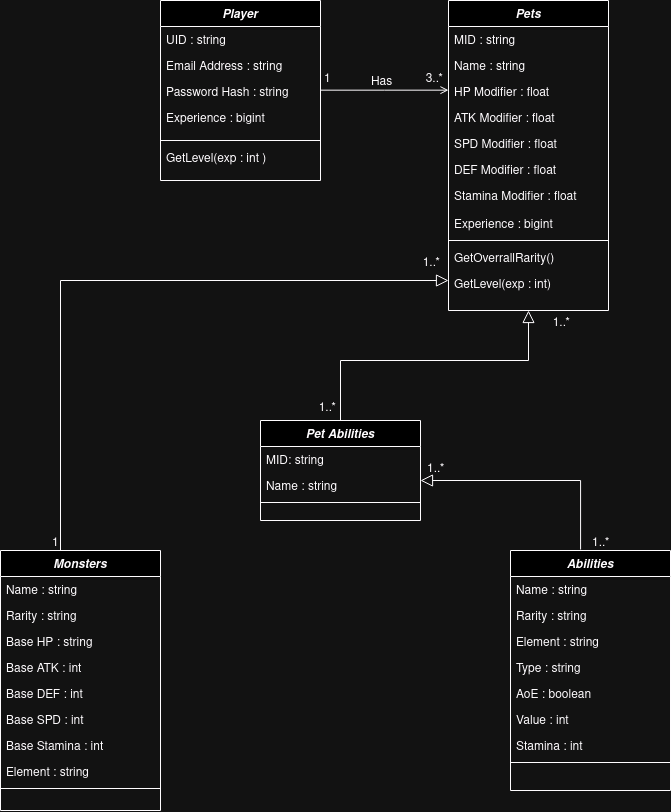 Player
UID : string
Email Address : string
Password Hash : string
Experience : bigint
GetLevel(exp : int )
1
Has
3..*
Pets
MID : string
Name : string
HP Modifier : float
ATK Modifier : float
SPD Modifier : float
DEF Modifier : float
Stamina Modifier : float
Experience : bigint
GetOverrallRarity()
GetLevel(exp : int)
1..*
1..*
1..*
Pet Abilities
MID: string
Name : string
1..*
1
1..*
Monsters
Name : string
Rarity : string
Base HP : string
Base ATK : int
Base DEF : int
Base SPD : int
Base Stamina : int
Element : string
Abilities
Name : string
Rarity : string
Element : string
Type : string
AoE : boolean
Value : int
Stamina : int